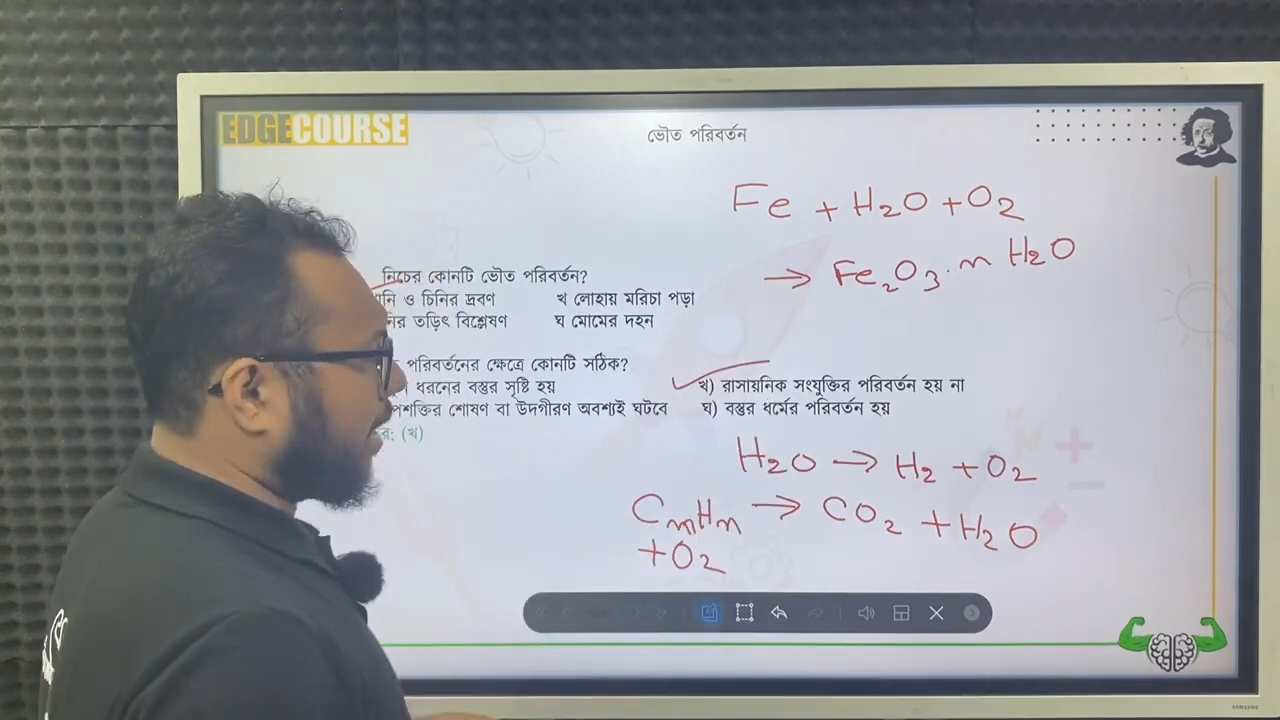 EDGECOURSE
ভৌত পরিবর্তন
Fe + H2O + O2
→ Fe2O3. n H2O
নিচের কোনটি ভৌত পরিবর্তন?
ও চিনির দ্রবণ খ লোহায় মরিচা পড়া
তড়িৎ বিশ্লেষণ ঘ মোমের দহন
পরিবর্তনের ক্ষেত্রে কোনটি সঠিক?
ধরনের বস্তুর সৃষ্টি হয় খ) রাসায়নিক সংযুক্তির পরিবর্তন হয় না
শোষণ বা উদগীরণ অবশ্যই ঘটবে ঘ) বস্তুর ধর্মের পরিবর্তন হয়
(খ)
H2O → H2 + O2
CmHn → CO2 + H2O
+O2
SAMSUNG